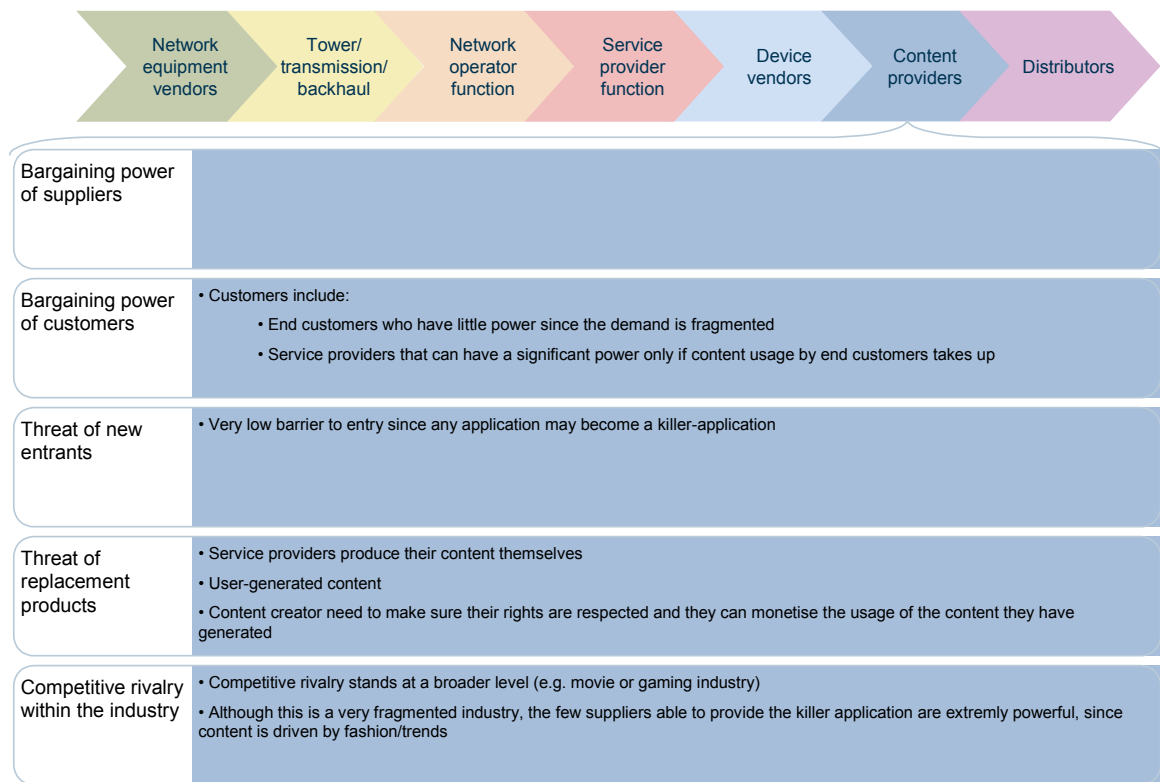 Network
equipment
vendors
Tower/
transmission/
backhaul
Network
operator
function
Service
provider
function
Device
vendors
Content
providers
Distributors
Bargaining power
of suppliers
Bargaining power
of customers
• Customers include:
• End customers who have little power since the demand is fragmented
• Service providers that can have a significant power only if content usage by end customers takes up
Threat of new
entrants
• Very low barrier to entry since any application may become a killer-application
Threat of
replacement
products
• Service providers produce their content themselves
• User-generated content
• Content creator need to make sure their rights are respected and they can monetise the usage of the content they have
generated
Competitive rivalry
within the industry
• Competitive rivalry stands at a broader level (e.g. movie or gaming industry)
• Although this is a very fragmented industry, the few suppliers able to provide the killer application are extremly powerful, since
content is driven by fashion/trends